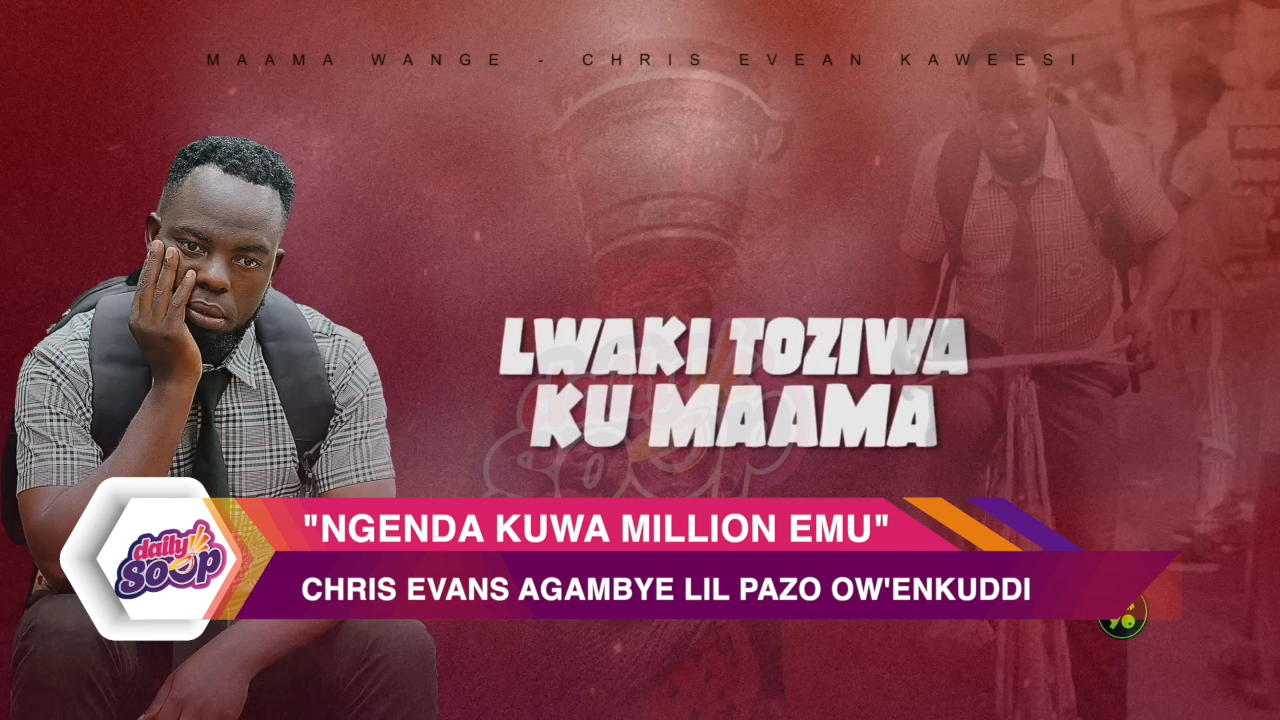 MAAMA WANGE - CHRIS EVEAN KAWEESI
LWAKI TOZIWA
KU MAAMA
"NGENDA KUWA MILLION EMU"
daily
soup
CHRIS EVANS AGAMBYE LIL PAZO OW'ENKUDDI